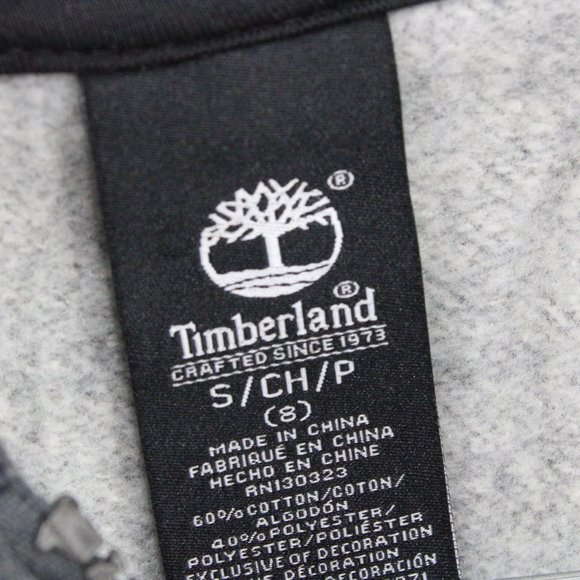 ®
®
Timberland
CRAFTED SINCE 1973
S/CH/P
(8)
MADE IN CHINA
FABRIQUÉ EN CHINA
HECHO EN CHINE
RN130323
60% COTTON/COTON/
ALGODÓN
40% POLYESTER/
POLYESTER/POLIÉSTER
EXCLUSIVE OF DECORATION
DECORATION